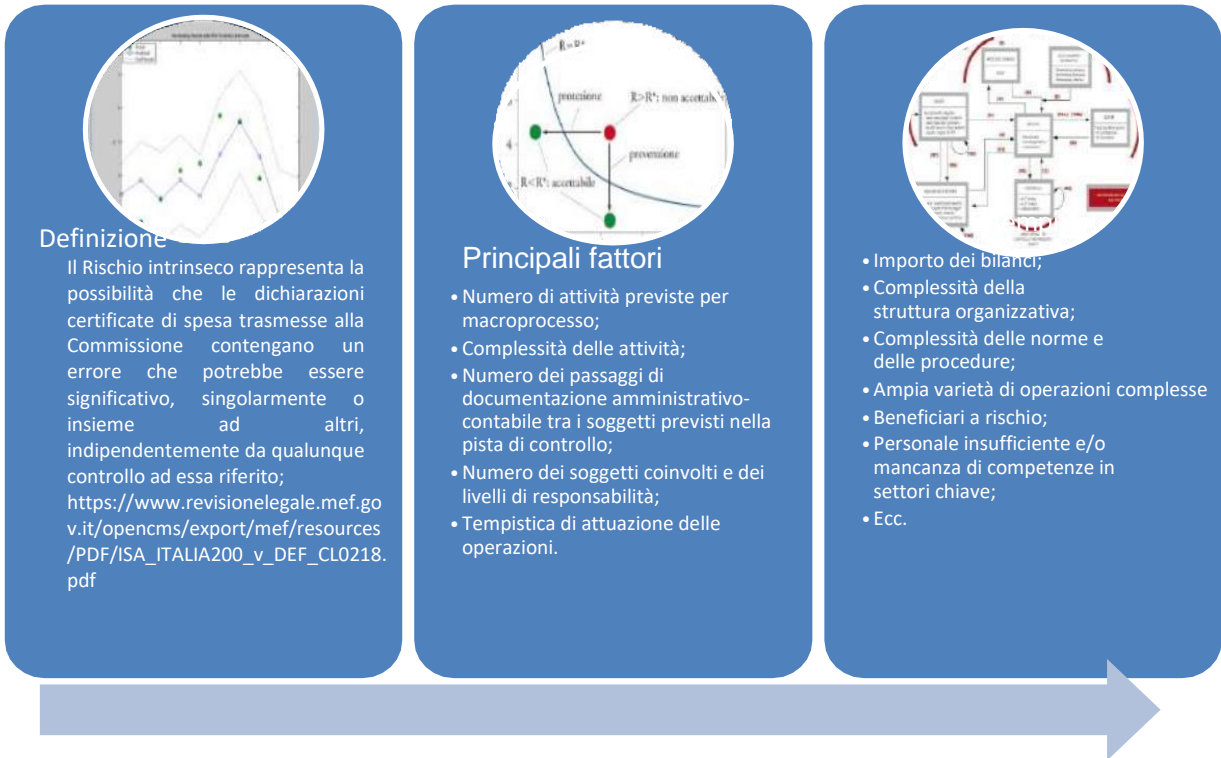 R = R*
protezione
R>R*: non accettab
prevenzione
R<R*: accettabile
Definizione
Il Rischio intrinseco rappresenta la
possibilità che le dichiarazioni
certificate di spesa trasmesse alla
Commissione contengano un
errore che potrebbe essere
significativo, singolarmente o
insieme ad altri,
indipendentemente da qualunque
controllo ad essa riferito;
https://www.revisionelegale.mef.go
v.it/opencms/export/mef/resources
/PDF/ISA_ITALIA200_v_DEF_CL0218.
pdf
Principali fattori
• Numero di attività previste per
macroprocesso;
• Complessità delle attività;
• Numero dei passaggi di
documentazione amministrativo-
contabile tra i soggetti previsti nella
pista di controllo;
• Numero dei soggetti coinvolti e dei
livelli di responsabilità;
• Tempistica di attuazione delle
operazioni.
• Importo dei bilanci;
• Complessità della
struttura organizzativa;
• Complessità delle norme e
delle procedure;
• Ampia varietà di operazioni complesse
• Beneficiari a rischio;
• Personale insufficiente e/o
mancanza di competenze in
settori chiave;
• Ecc.